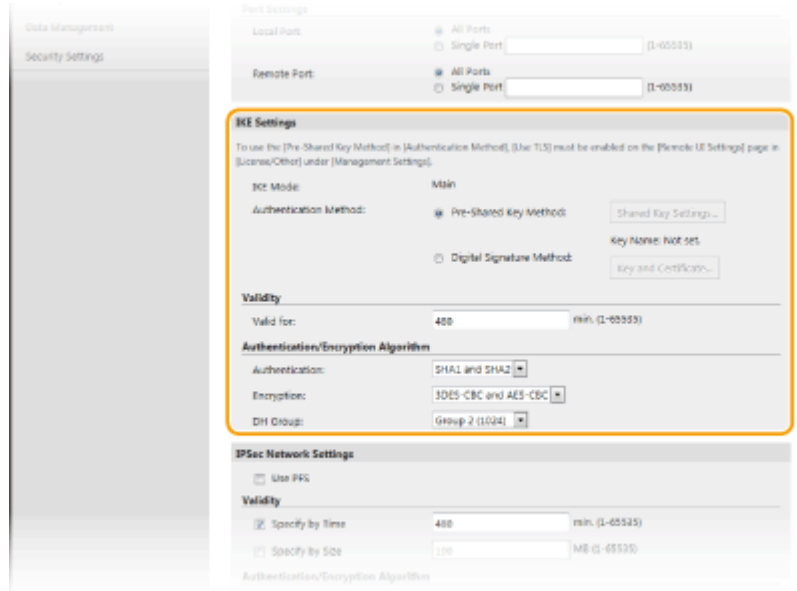 Port Settings
Data Management
Local Port:
All Ports
Single Port
(1-65535)
Security Settings
Remote Port:
All Ports
Single Port
(1-65535)
IKE Settings
To use the [Pre-Shared Key Method] in [Authentication Method], [Use TLS] must be enabled on the [Remote UI Settings] page in
[License/Other] under [Management Settings].
IKE Mode:
Main
Authentication Method:
Pre-Shared Key Method:
Shared Key Settings...
Key Name: Not set.
Digital Signature Method:
Key and Certificate...
Validity
Valid for:
480
min. (1-65535)
Authentication/Encryption Algorithm
Authentication:
SHA1 and SHA2
Encryption:
3DES-CBC and AES-CBC
DH Group:
Group 2 (1024)
IPSec Network Settings
Use PFS
Validity
Specify by Time
480
min. (1-65535)
Specify by Size
100
MB (1-65535)
Authentication/Encryption Algorithm